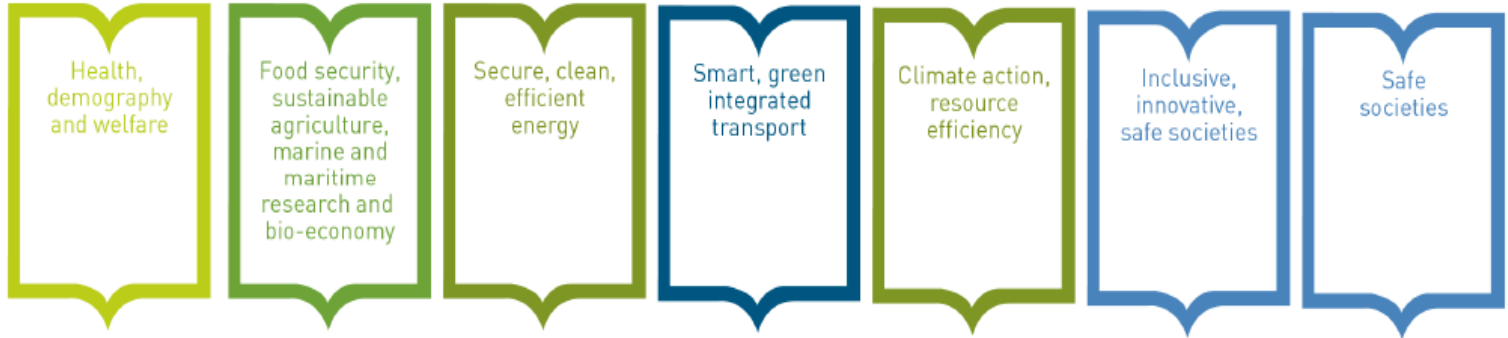 Health,
demography
and welfare
Food security,
sustainable
agriculture,
marine and
maritime
research and
bio-economy
Secure, clean,
efficient
energy
Smart, green
integrated
transport
Climate action,
resource
efficiency
Inclusive,
innovative,
safe societies
Safe
societies